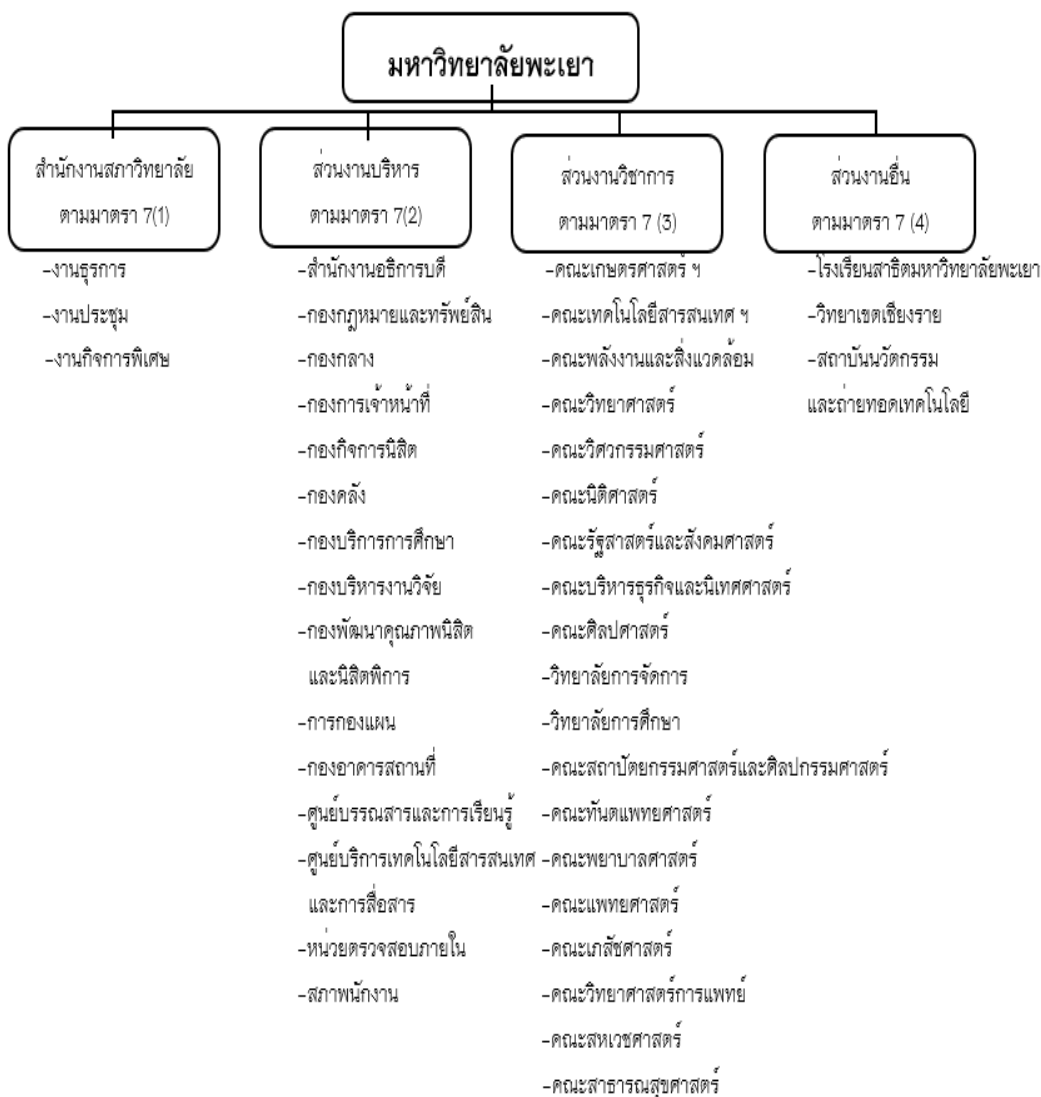 มหาวิทยาลัยพะเยา
สำนักงานสภาวิทยาลัย
ตามมาตรา 7(1)
-งานธุรการ
-งานประชุม
-งานกิจการพิเศษ
ส่วนงานบริหาร
ตามมาตรา 7(2)
-สำนักงานอธิการบดี
-กองกฎหมายและทรัพย์สิน
-กองกลาง
-กองการเจ้าหน้าที่
-กองกิจการนิสิต
-กองคลัง
-กองบริการการศึกษา
-กองบริหารงานวิจัย
-กองพัฒนาคุณภาพนิสิต
และนิสิตพิการ
-การกองแผน
-กองอาคารสถานที่
-ศูนย์บรรณสารและการเรียนรู้
-ศูนย์บริการเทคโนโลยีสารสนเทศ
และการสื่อสาร
-หน่วยตรวจสอบภายใน
-สภาพนักงาน
ส่วนงานวิชาการ
ตามมาตรา 7 (3)
-คณะเกษตรศาสตร์ ฯ
-คณะเทคโนโลยีสารสนเทศ ฯ
-คณะพลังงานและสิ่งแวดล้อม
-คณะวิทยาศาสตร์
-คณะวิศวกรรมศาสตร์
-คณะนิติศาสตร์
-คณะรัฐสาสตร์และสังคมศาสตร์
-คณะบริหารธุรกิจและนิเทศศาสตร์
-คณะศิลปศาสตร์
-วิทยาลัยการจัดการ
-วิทยาลัยการศึกษา
-คณะสถาปัตยกรรมศาสตร์และศิลปกรรมศาสตร์
-คณะทันตแพทยศาสตร์
-คณะพยาบาลศาสตร์
-คณะแพทยศาสตร์
-คณะเภสัชศาสตร์
-คณะวิทยาศาสตร์การแพทย์
-คณะสหเวชศาสตร์
-คณะสาธารณสุขศาสตร์
ส่วนงานอื่น
ตามมาตรา 7 (4)
-โรงเรียนสาธิตมหาวิทยาลัยพะเยา
-วิทยาเขตเชียงราย
-สถาบันนวัตกรรม
และถ่ายทอดเทคโนโลยี